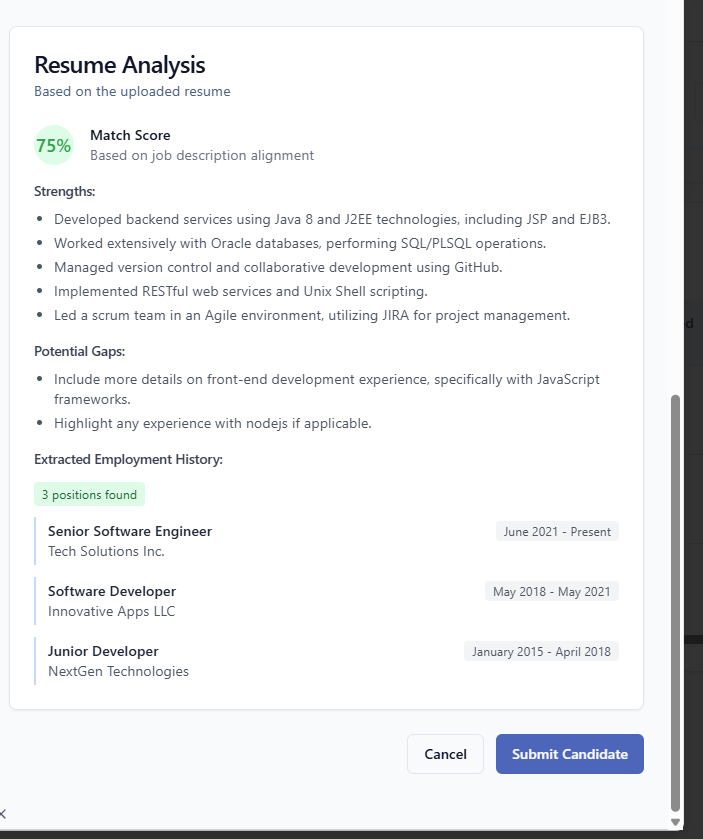 Resume Analysis
Based on the uploaded resume
75%
Match Score
Based on job description alignment
Strengths:
• Developed backend services using Java 8 and J2EE technologies, including JSP and EJB3.
• Worked extensively with Oracle databases, performing SQL/PLSQL operations.
• Managed version control and collaborative development using GitHub.
• Implemented RESTful web services and Unix Shell scripting.
• Led a scrum team in an Agile environment, utilizing JIRA for project management.
Potential Gaps:
• Include more details on front-end development experience, specifically with JavaScript
frameworks.
• Highlight any experience with nodejs if applicable.
Extracted Employment History:
3 positions found
Senior Software Engineer
June 2021 - Present
Tech Solutions Inc.
Software Developer
May 2018 - May 2021
Innovative Apps LLC
Junior Developer
January 2015 - April 2018
NextGen Technologies
Cancel
Submit Candidate